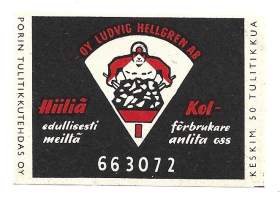 PORIN TULITIKKUTEHDAS OY
OY LUDVIG HELLGREN AB
Hiiliä
edullisesti
meiltä
Kol-
förbrukare
anlita oss
663072
KESKIM. 50 TULITIKKUA